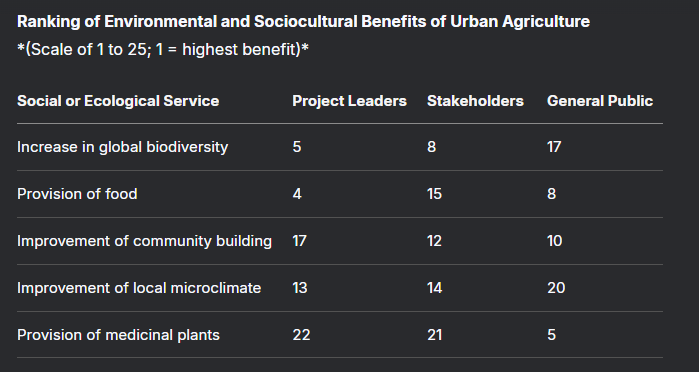 Ranking of Environmental and Sociocultural Benefits of Urban Agriculture
*(Scale of 1 to 25; 1 = highest benefit)*
Social or Ecological Service Project Leaders Stakeholders General Public
Increase in global biodiversity 5 8 17
Provision of food 4 15 8
Improvement of community building 17 12 10
Improvement of local microclimate 13 14 20
Provision of medicinal plants 22 21 5